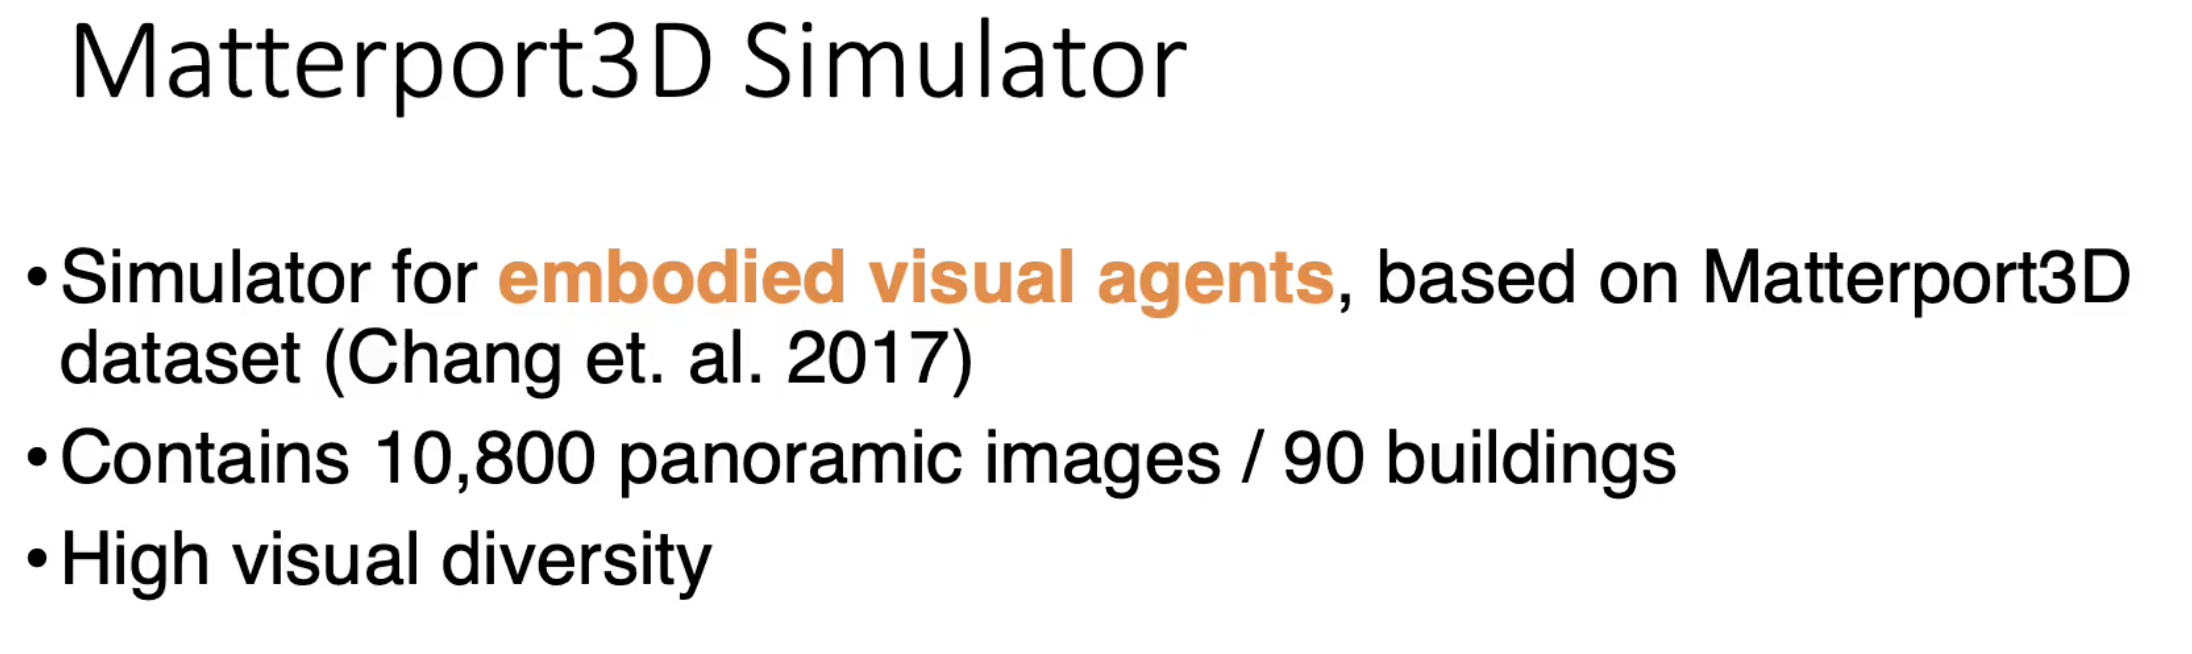 Matterport3D Simulator
• Simulator for embodied visual agents, based on Matterport3D
dataset (Chang et. al. 2017)
• Contains 10,800 panoramic images / 90 buildings
• High visual diversity